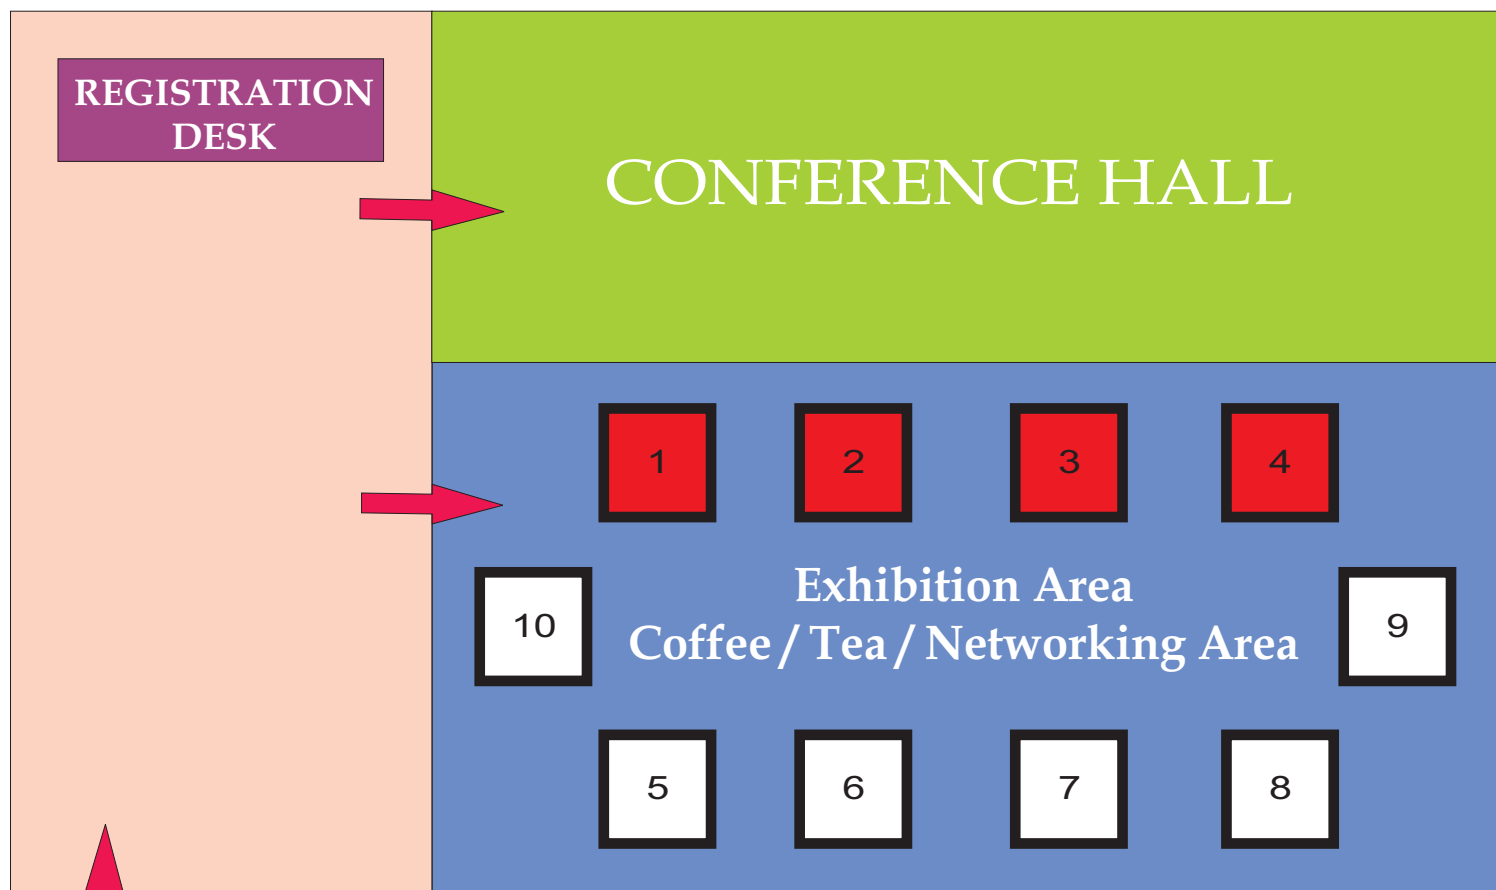 REGISTRATION
DESK
CONFERENCE HALL
1 2 3 4
Exhibition Area
10 9
Coffee / Tea / Networking Area
5 6 7 8